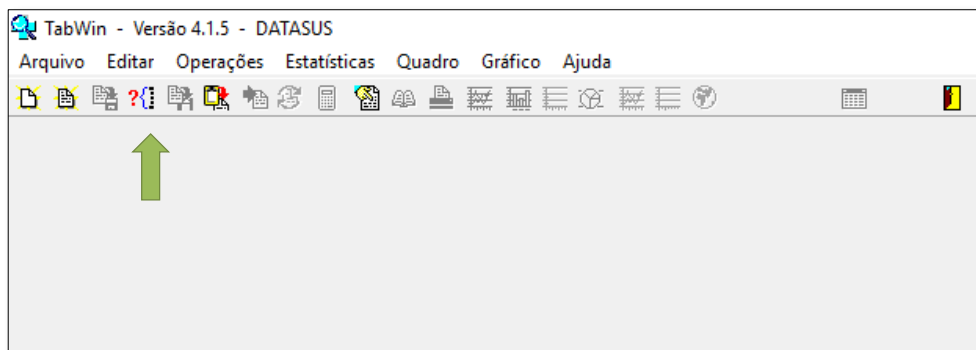 TabWin - Versão 4.1.5 - DATASUS
Arquivo Editar Operações Estatísticas Quadro Gráfico Ajuda
?{